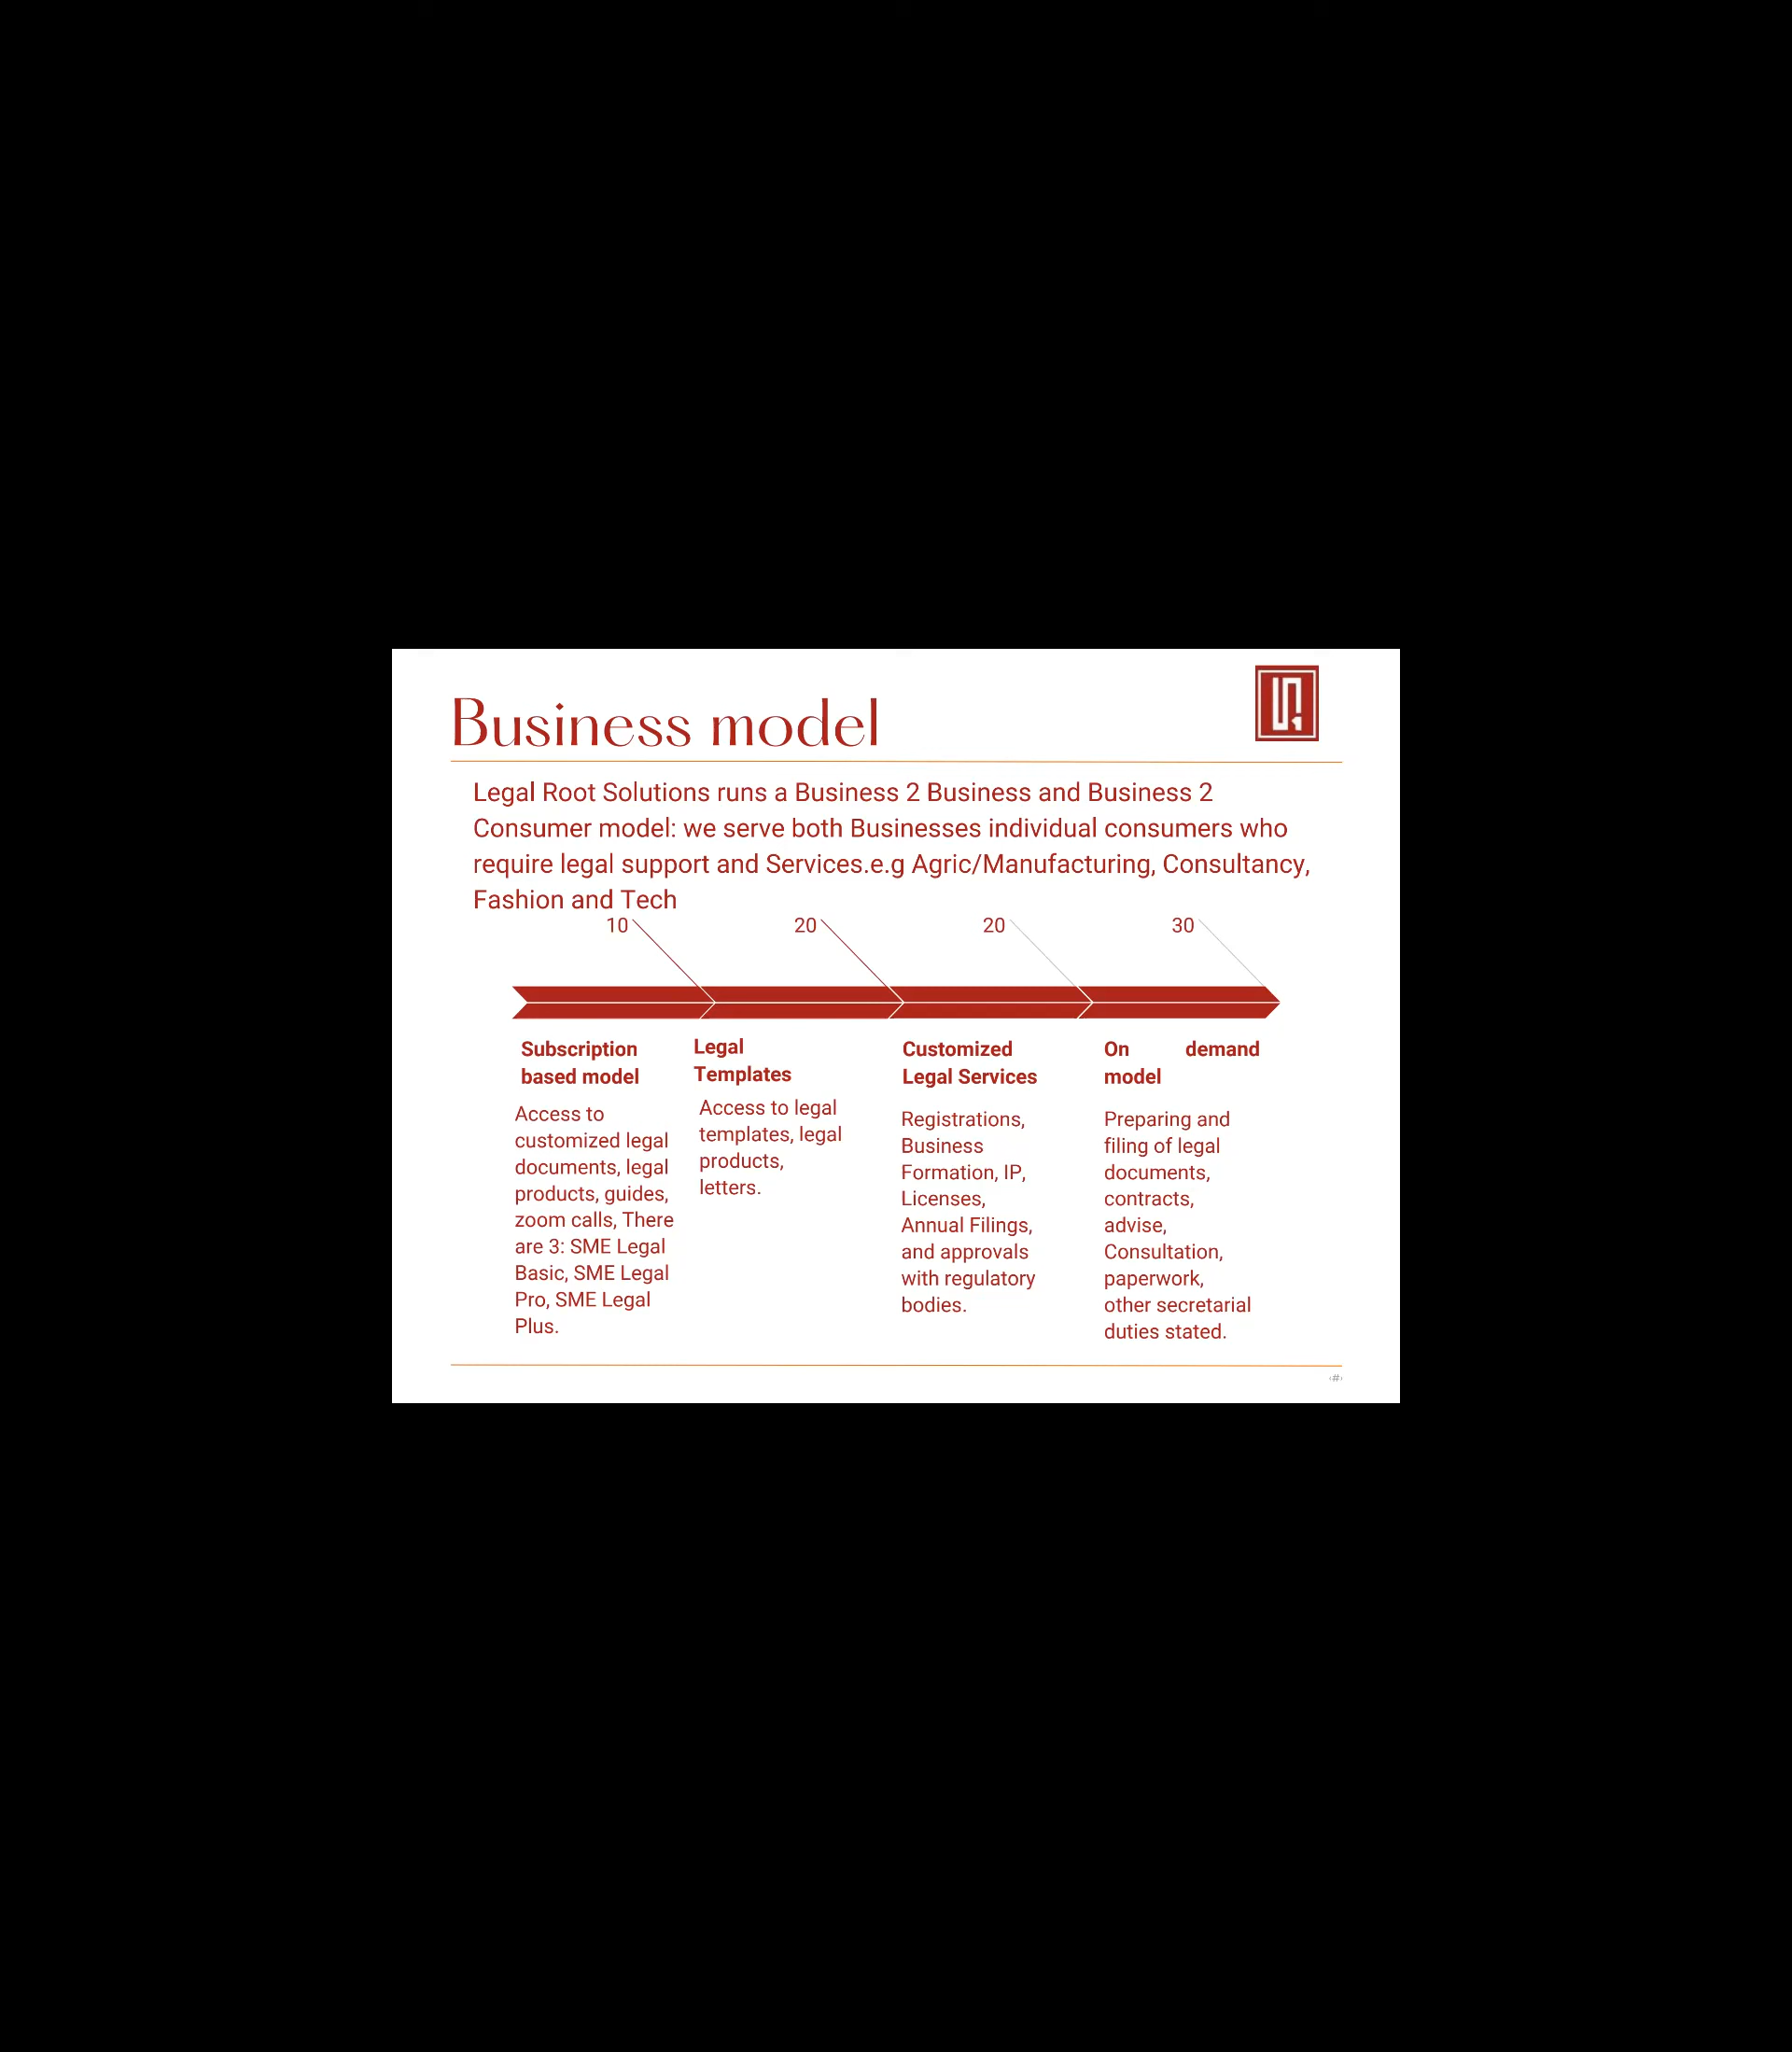 Business model
Legal Root Solutions runs a Business 2 Business and Business 2
Consumer model: we serve both Businesses individual consumers who
require legal support and Services.e.g Agric/Manufacturing, Consultancy,
Fashion and Tech
10
20
20
30
Subscription
based model
Access to
customized legal
documents, legal
products, guides,
zoom calls, There
are 3: SME Legal
Basic, SME Legal
Pro, SME Legal
Plus.
Legal
Templates
Access to legal
templates, legal
products,
letters.
Customized
Legal Services
Registrations,
Business
Formation, IP,
Licenses,
Annual Filings,
and approvals
with regulatory
bodies.
On demand
model
Preparing and
filing of legal
documents,
contracts,
advise,
Consultation,
paperwork,
other secretarial
duties stated.
‹#›